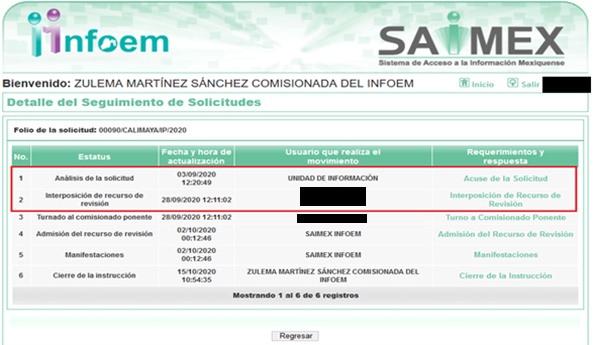 infoem
SAIMEX
Sistema de Acceso a la Información Mexiquense
Bienvenido: ZULEMA MARTÍNEZ SÁNCHEZ COMISIONADA DEL INFOEM
Inicio
Salir
Detalle del Seguimiento de Solicitudes
Folio de la solicitud: 00090/CALIMAYA/IP/2020
No.
Estatus
Fecha y hora de
actualización
Usuario que realiza el
movimiento
Requerimientos y
respuesta
1
Análisis de la solicitud
03/09/2020
12:20:49
UNIDAD DE INFORMACIÓN
Acuse de la Solicitud
2
Interposición de recurso de
revisión
28/09/2020 12:11:02
Interposición de Recurso de
Revisión
3
Turnado al comisionado ponente
28/09/2020 12:11:02
Turno a Comisionado Ponente
4
Admisión del recurso de revisión
02/10/2020
00:12:46
SAIMEX INFOEM
Admisión del Recurso de Revisión
5
Manifestaciones
02/10/2020
00:12:46
SAIMEX INFOEM
Manifestaciones
6
Cierre de la instrucción
15/10/2020
10:54:35
ZULEMA MARTÍNEZ SÁNCHEZ COMISIONADA DEL
INFOEM
Cierre de la Instrucción
Mostrando 1 al 6 de 6 registros
Regresar